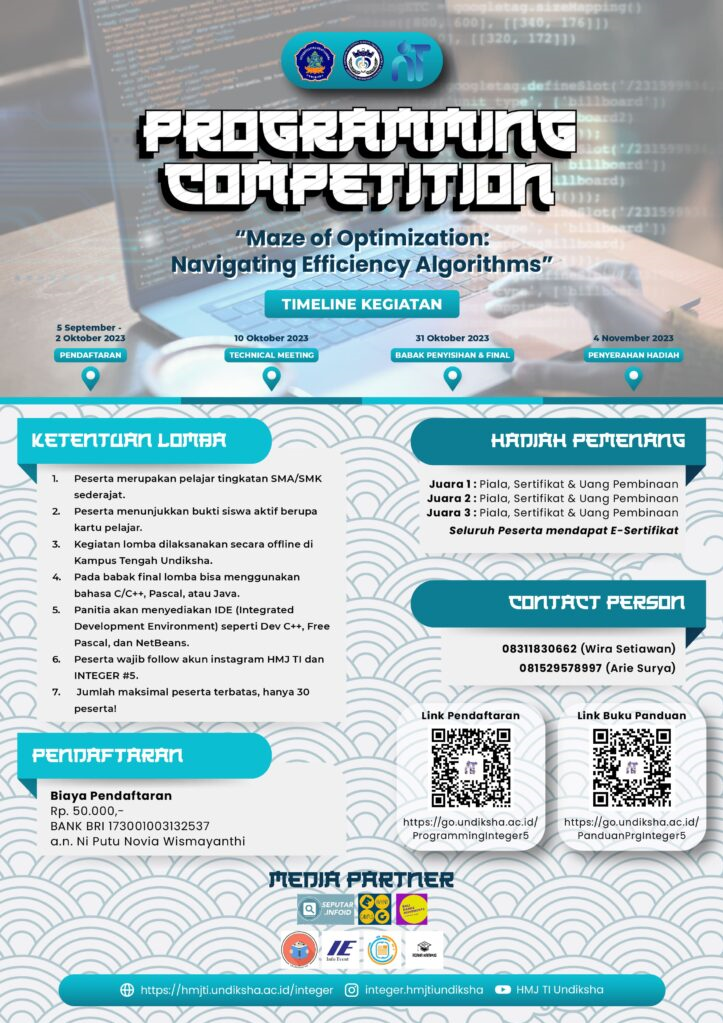 PROGRAMMING
COMPETITION
“Maze of Optimization:
Navigating Efficiency Algorithms”
TIMELINE KEGIATAN
5 September -
2 Oktober 2023
PENDAFTARAN
10 Oktober 2023
TECHNICAL MEETING
31 Oktober 2023
BABAK PENYISIHAN & FINAL
4 November 2023
PENYERAHAN HADIAH
KETENTUAN LOMBA
1. Peserta merupakan pelajar tingkatan SMA/SMK
sederajat.
2. Peserta menunjukkan bukti siswa aktif berupa
kartu pelajar.
3. Kegiatan lomba dilaksanakan secara offline di
Kampus Tengah Undiksha.
4. Pada babak final lomba bisa menggunakan
bahasa C/C++, Pascal, atau Java.
5. Panitia akan menyediakan IDE (Integrated
Development Environment) seperti Dev C++, Free
Pascal, dan NetBeans.
6. Peserta wajib follow akun instagram HMJ TI dan
INTEGER #5.
7. Jumlah maksimal peserta terbatas, hanya 30
peserta!
HADIAH PEMENANG
Juara 1 : Piala, Sertifikat & Uang Pembinaan
Juara 2 : Piala, Sertifikat & Uang Pembinaan
Juara 3 : Piala, Sertifikat & Uang Pembinaan
Seluruh Peserta mendapat E-Sertifikat
CONTACT PERSON
08311830662 (Wira Setiawan)
081529578997 (Arie Surya)
PENDAFTARAN
Biaya Pendaftaran
Rp. 50.000,-
BANK BRI 173001003132537
a.n. Ni Putu Novia Wismayanthi
Link Pendaftaran
https://go.undiksha.ac.id/
ProgrammingInteger5
Link Buku Panduan
https://go.undiksha.ac.id/
PanduanPrgInteger5
MEDIA PARTNER
SEPUTAR
.INFOID
IE
Info Event
https://hmjti.undiksha.ac.id/integer
integer.hmjtiundiksha
HMJ TI Undiksha